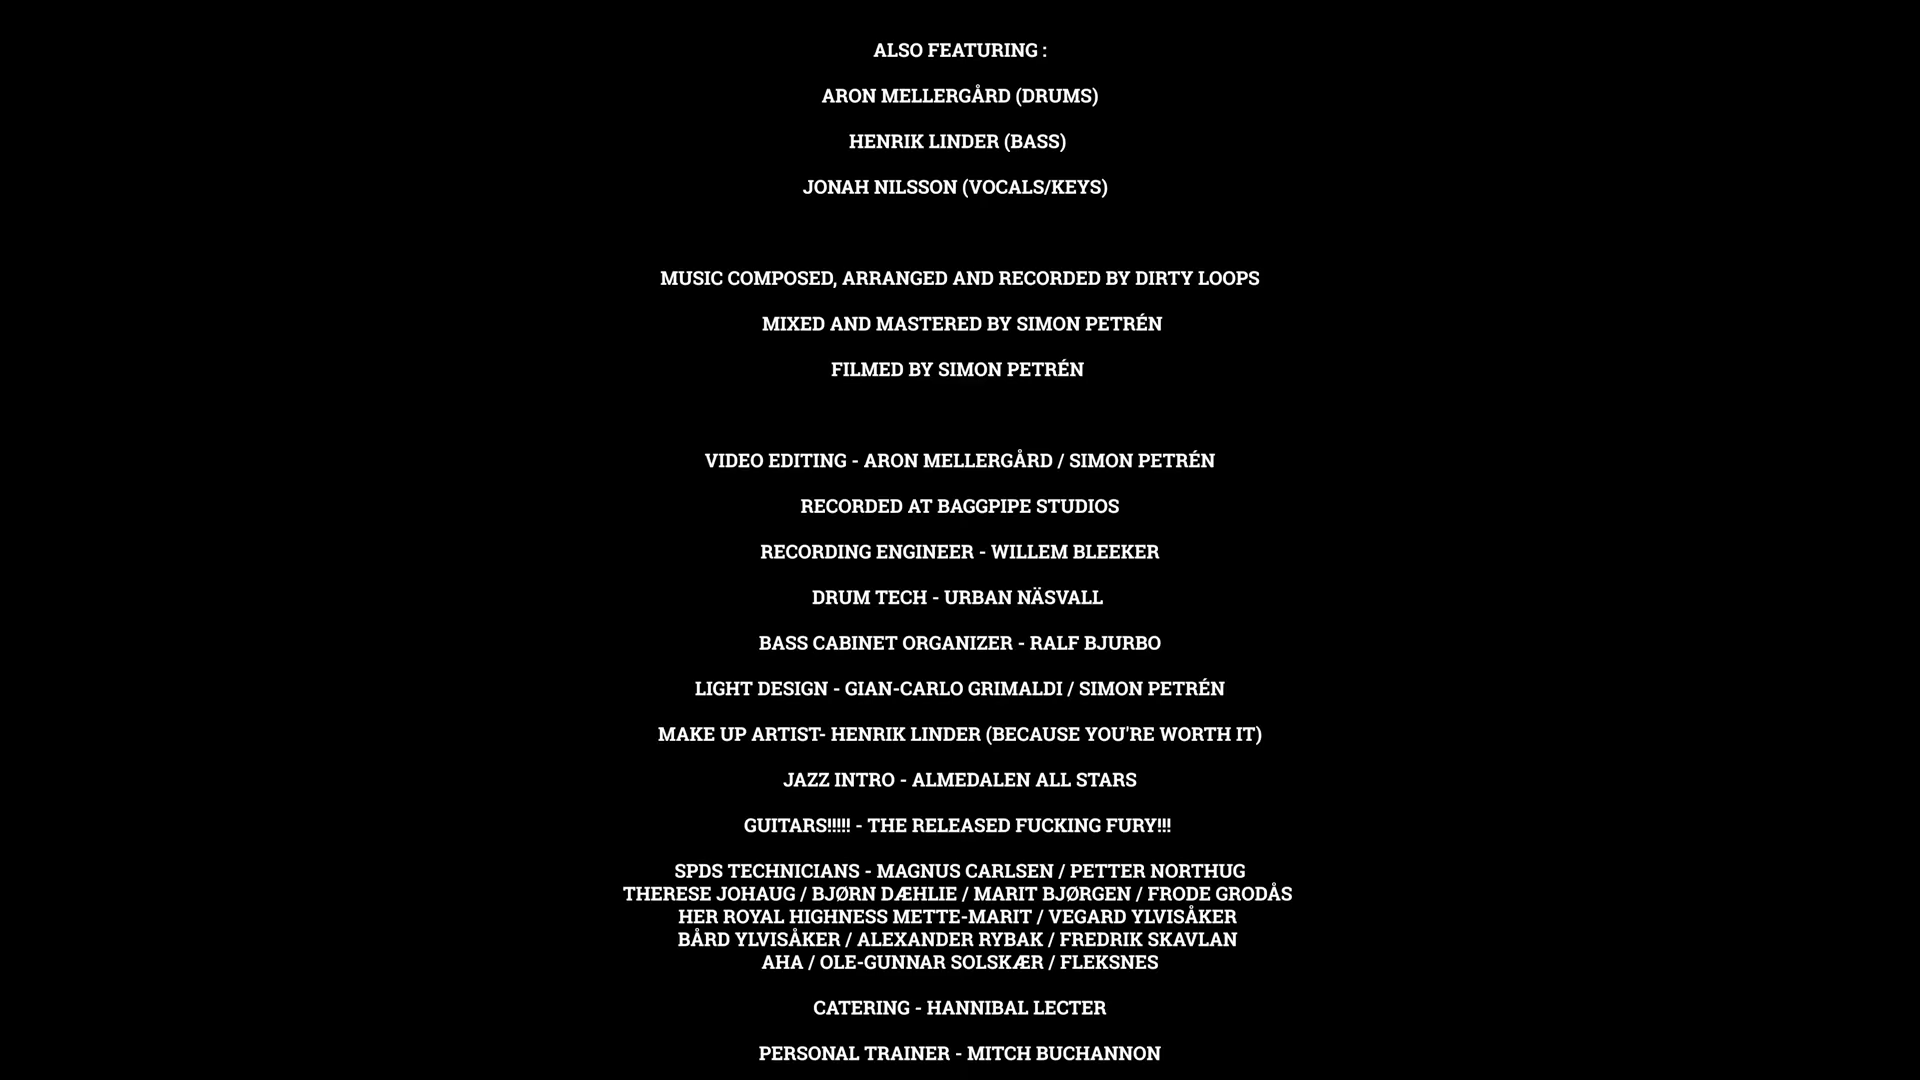 ALSO FEATURING :
ARON MELLERGÅRD (DRUMS)
HENRIK LINDER (BASS)
JONAH NILSSON (VOCALS/KEYS)
MUSIC COMPOSED, ARRANGED AND RECORDED BY DIRTY LOOPS
MIXED AND MASTERED BY SIMON PETRÉN
FILMED BY SIMON PETRÉN
VIDEO EDITING - ARON MELLERGÅRD / SIMON PETRÉN
RECORDED AT BAGGPIPE STUDIOS
RECORDING ENGINEER - WILLEM BLEEKER
DRUM TECH - URBAN NÄSVALL
BASS CABINET ORGANIZER - RALF BJURBO
LIGHT DESIGN - GIAN-CARLO GRIMALDI / SIMON PETRÉN
MAKE UP ARTIST- HENRIK LINDER (BECAUSE YOU'RE WORTH IT)
JAZZ INTRO - ALMEDALEN ALL STARS
GUITARS!!!!! - THE RELEASED FUCKING FURY!!!
SPDS TECHNICIANS - MAGNUS CARLSEN / PETTER NORTHUG
THERESE JOHAUG / BJØRN DÆHLIE / MARIT BJØRGEN / FRODE GRODÅS
HER ROYAL HIGHNESS METTE-MARIT / VEGARD YLVISÅKER
BÅRD YLVISÅKER / ALEXANDER RYBAK / FREDRIK SKAVLAN
AHA / OLE-GUNNAR SOLSKÆR / FLEKSNES
CATERING - HANNIBAL LECTER
PERSONAL TRAINER - MITCH BUCHANNON